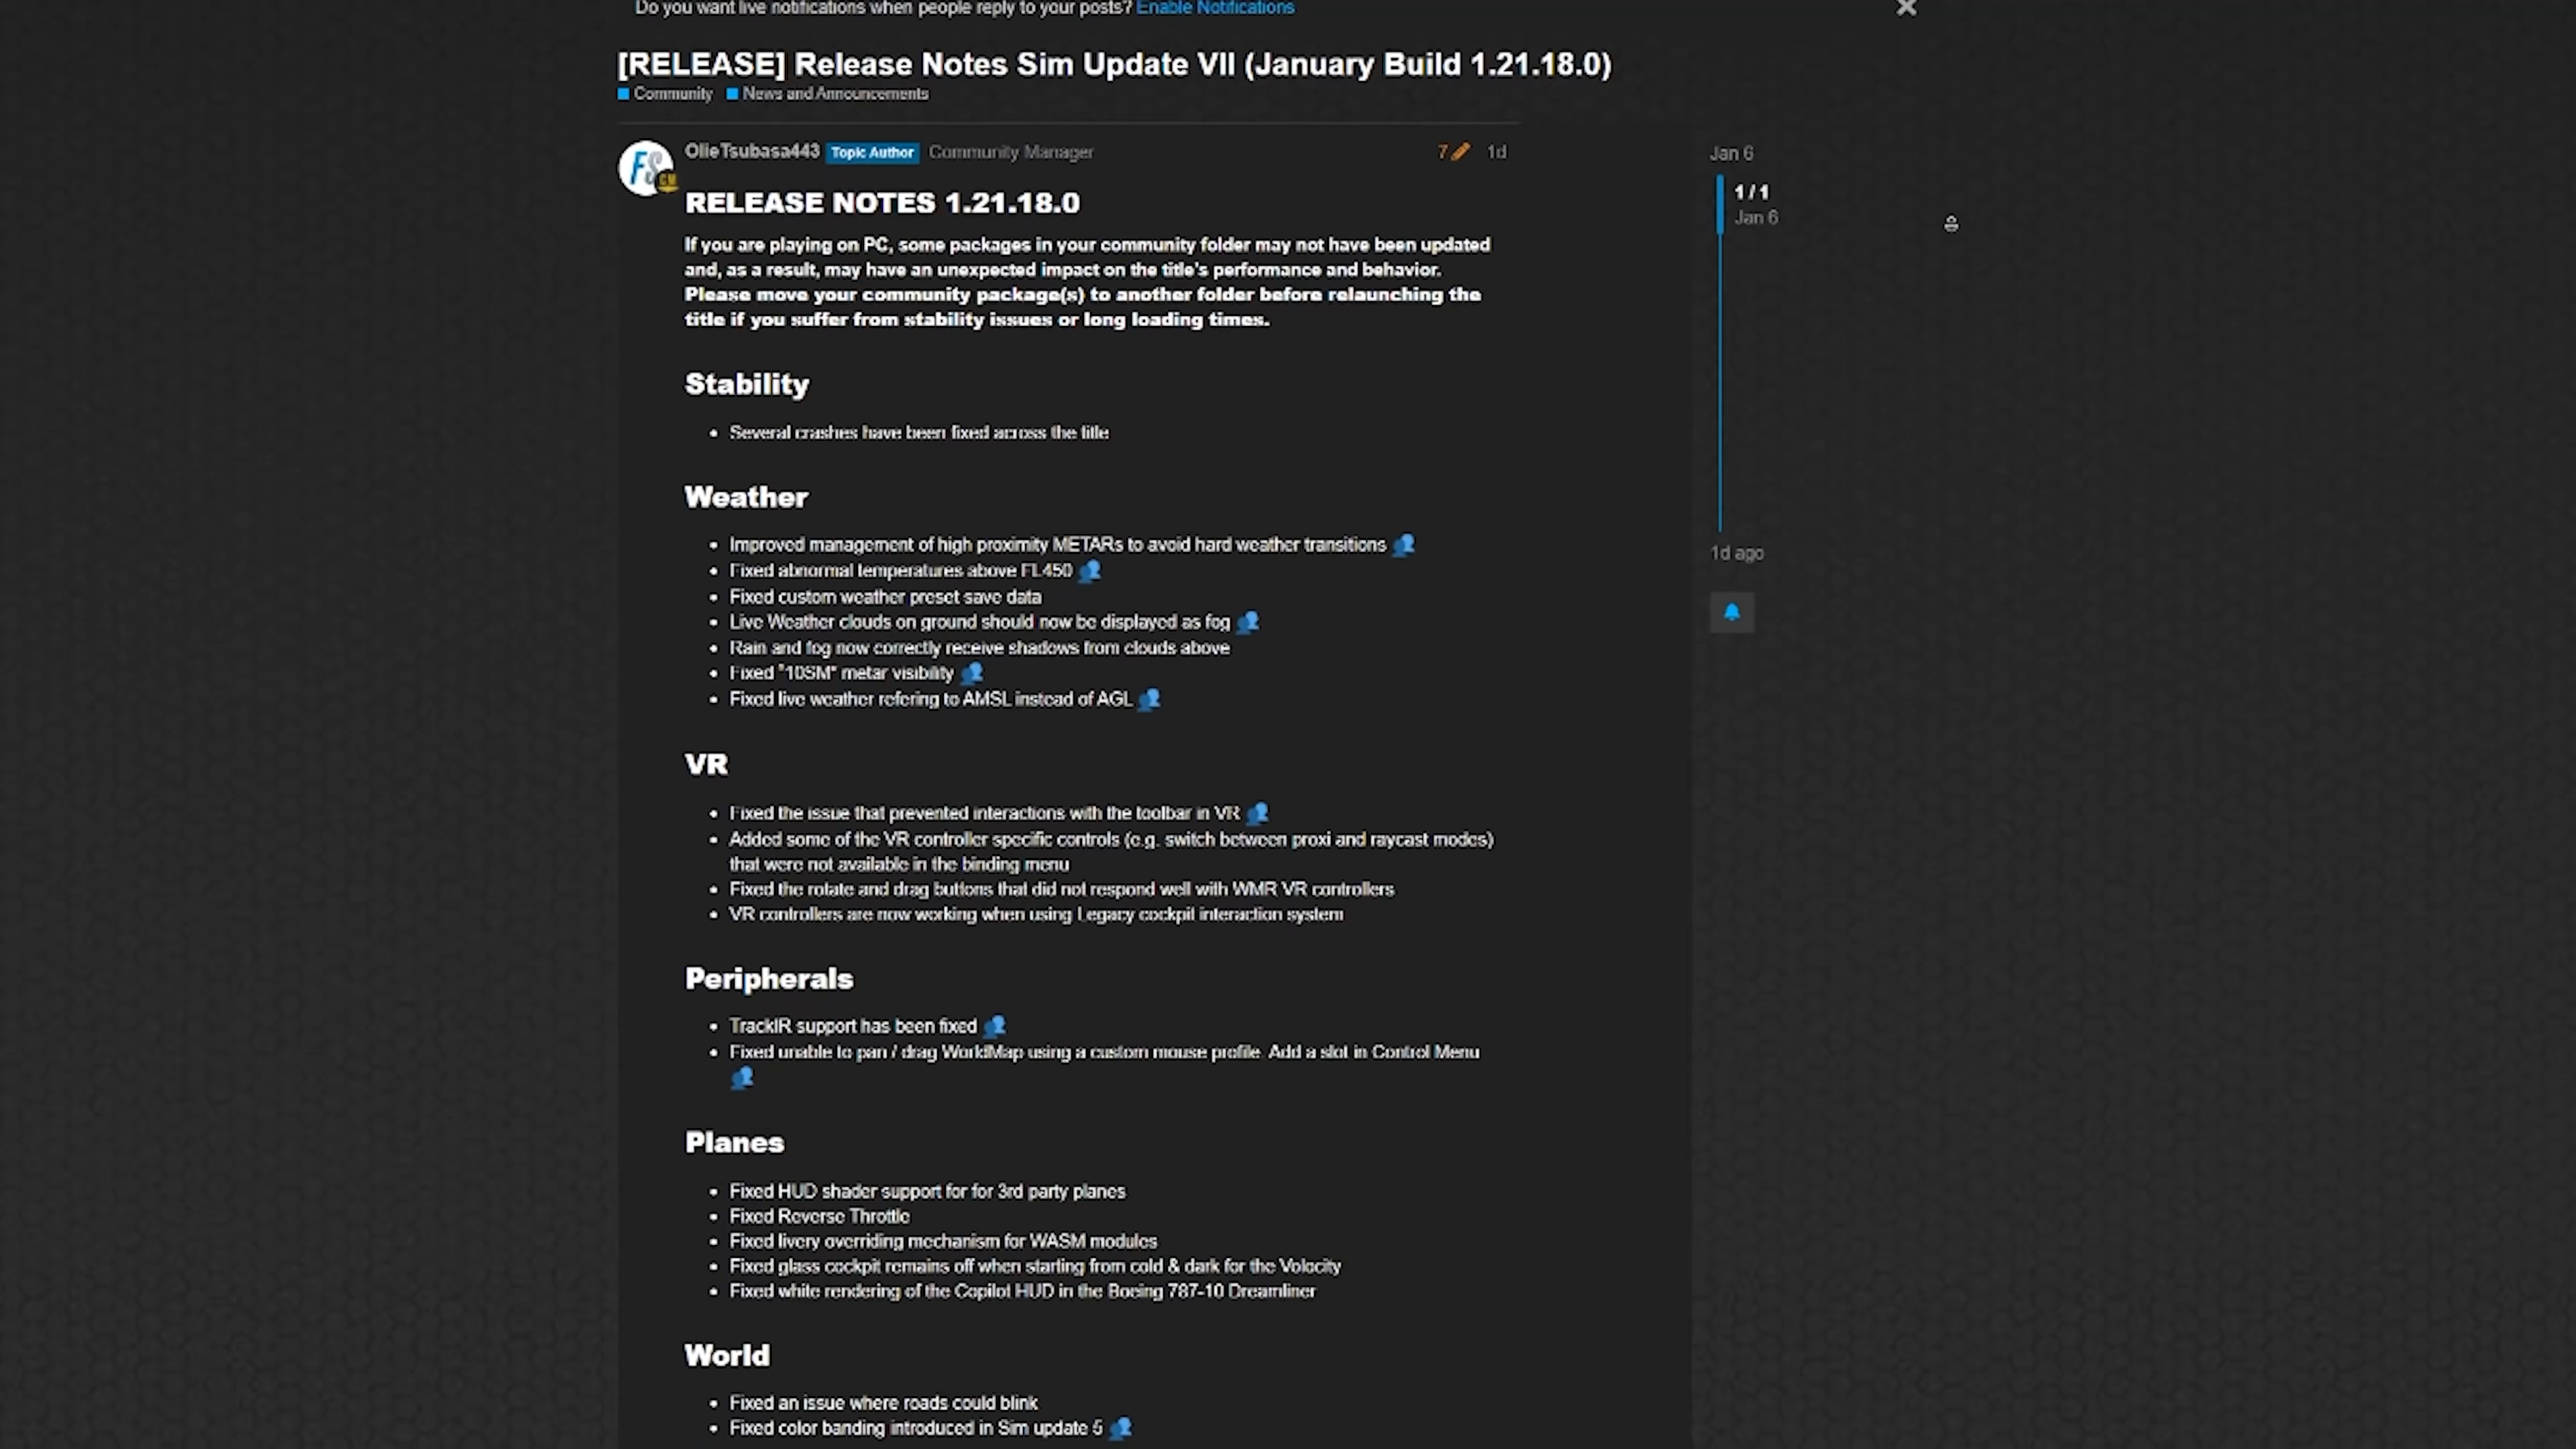 Do you want live notifications when people reply to your posts? Enable Notifications
[RELEASE] Release Notes Sim Update VII (January Build 1.21.18.0)
Community News and Announcements
OlieTsubasa443 Topic Author Community Manager 7 1d
RELEASE NOTES 1.21.18.0
If you are playing on PC, some packages in your community folder may not have been updated
and, as a result, may have an unexpected impact on the title's performance and behavior.
Please move your community package(s) to another folder before relaunching the
title if you suffer from stability issues or long loading times.
Stability
• Several crashes have been fixed across the title
Weather
• Improved management of high proximity METARs to avoid hard weather transitions
• Fixed abnormal temperatures above FL450
• Fixed custom weather preset save data
• Live Weather clouds on ground should now be displayed as fog
• Rain and fog now correctly receive shadows from clouds above
• Fixed "10SM" metar visibility
• Fixed live weather refering to AMSL instead of AGL
VR
• Fixed the issue that prevented interactions with the toolbar in VR
• Added some of the VR controller specific controls (e.g. switch between proxi and raycast modes)
that were not available in the binding menu
• Fixed the rotate and drag buttons that did not respond well with WMR VR controllers
• VR controllers are now working when using Legacy cockpit interaction system
Peripherals
• TrackIR support has been fixed
• Fixed unable to pan / drag WorldMap using a custom mouse profile. Add a slot in Control Menu
Planes
• Fixed HUD shader support for for 3rd party planes
• Fixed Reverse Throttle
• Fixed livery overriding mechanism for WASM modules
• Fixed glass cockpit remains off when starting from cold & dark for the Volocity
• Fixed white rendering of the Copilot HUD in the Boeing 787-10 Dreamliner
World
• Fixed an issue where roads could blink
• Fixed color banding introduced in Sim update 5
Jan 6
1 / 1
Jan 6
1d ago
FS
CM